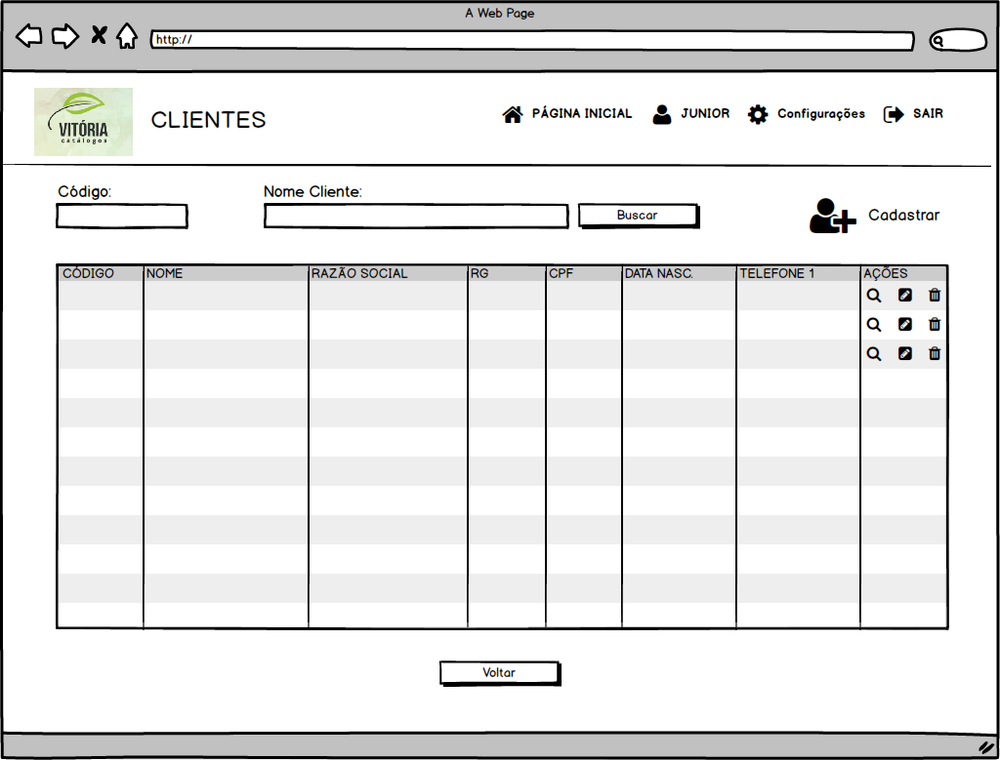 A Web Page
http://
VITÓRIA
catálogos
CLIENTES
PÁGINA INICIAL
JUNIOR
Configurações
SAIR
Código:
Nome Cliente:
Buscar
Cadastrar
CÓDIGO NOME RAZÃO SOCIAL RG CPF DATA NASC. TELEFONE 1 AÇÕES
Voltar